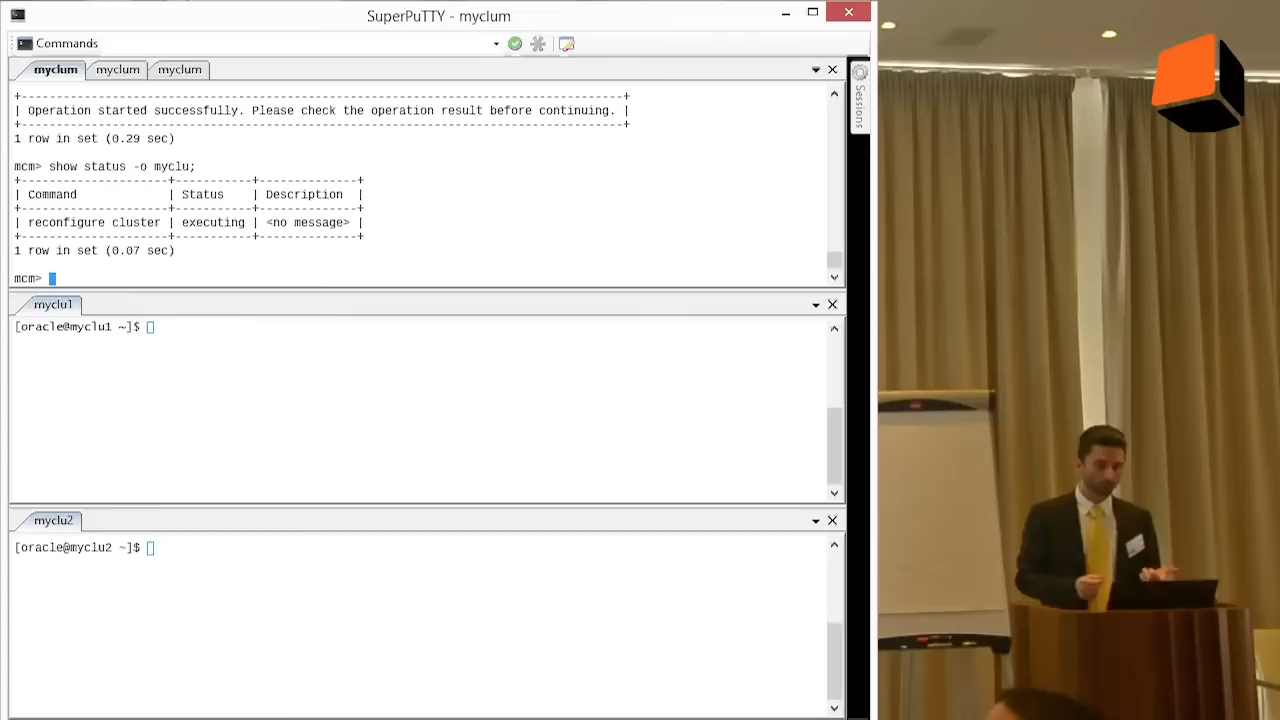 SuperPuTTY - myclum
Commands
myclum myclum myclum
Sessions
+--------------------------------------------------------------------------------------+
| Operation started successfully. Please check the operation result before continuing. |
+--------------------------------------------------------------------------------------+
1 row in set (0.29 sec)
mcm> show status -o myclu;
+---------------------+-----------+--------------+
| Command | Status | Description |
+---------------------+-----------+--------------+
| reconfigure cluster | executing | <no message> |
+---------------------+-----------+--------------+
1 row in set (0.07 sec)
mcm>
myclu1
[oracle@myclu1 ~]$
myclu2
[oracle@myclu2 ~]$